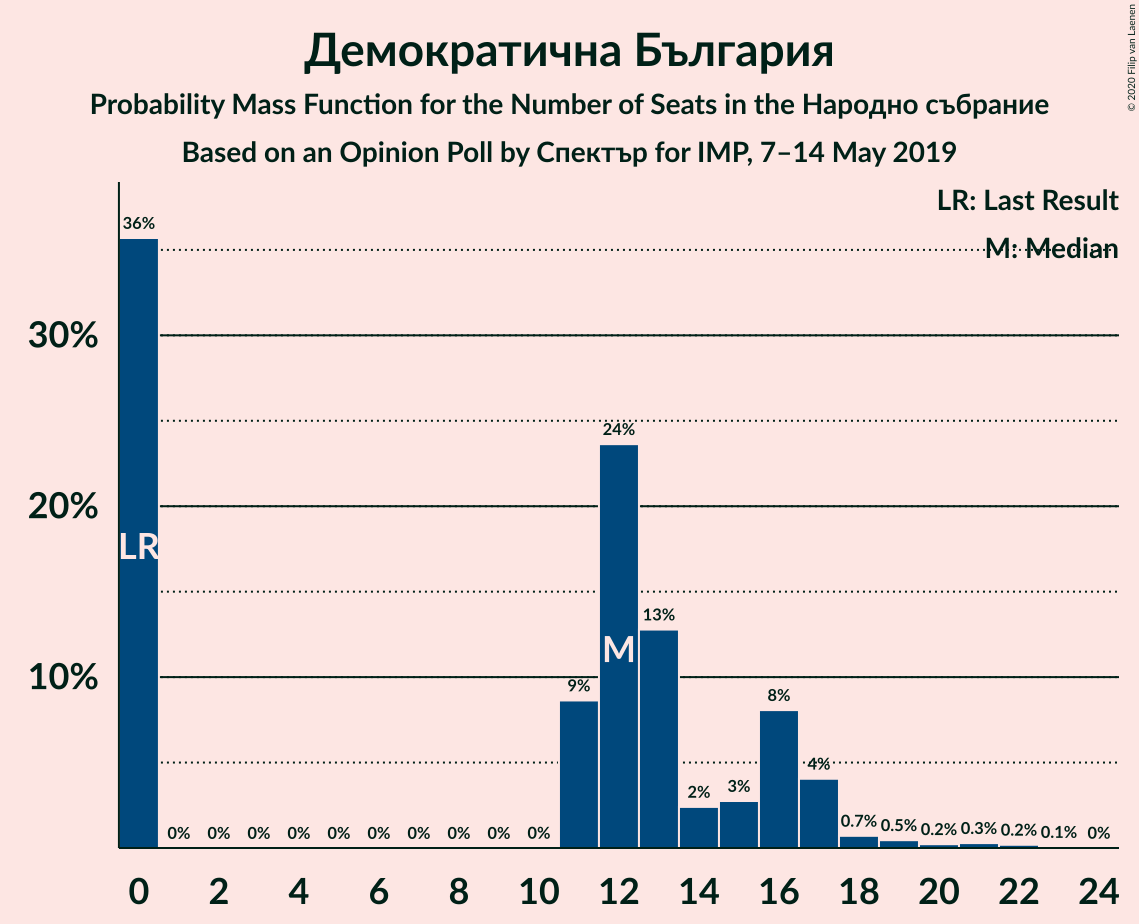 Демократична България
Probability Mass Function for the Number of Seats in the Народно събрание
Based on an Opinion Poll by Спектър for IMP, 7–14 May 2019
© 2020 Filip van Laenen
LR: Last Result
M: Median
30%
20%
10%
36%
0% 0% 0% 0% 0% 0% 0% 0% 0% 0%
9%
24%
13%
2%
3%
8%
4%
0.7%
0.5%
0.2%
0.3%
0.2%
0.1%
0%
LR
M
0 2 4 6 8 10 12 14 16 18 20 22 24